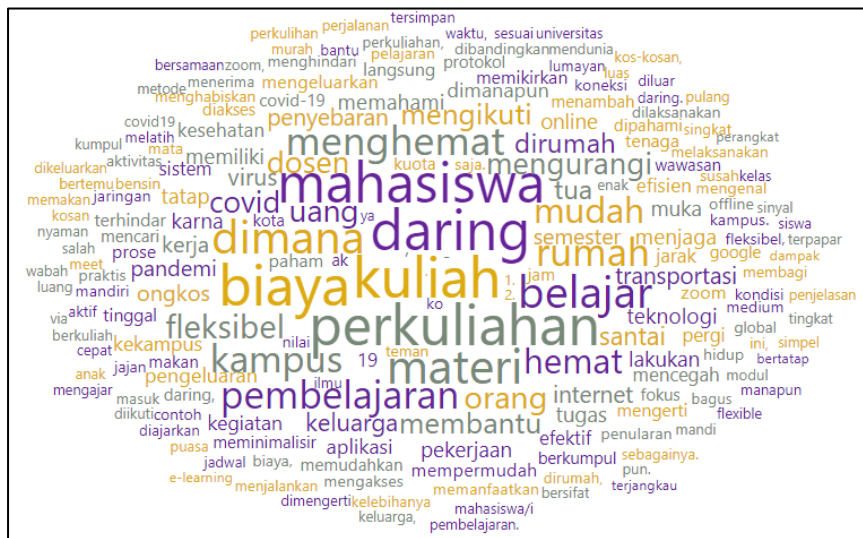 tersimpan
perkulihan perjalanan waktu, sesuai universitas
murah bantu perkuliahan, dibandingkan mendunia
bersamaan zoom, menghindari pelajaran protokol lumayan kos-kosan,
metode menerima mengeluarkan langsung memikirkan koneksi luas diluar
menghabiskan diakses covid-19 memahami dimanapun menambah daring. pulang
covid19 kesehatan penyebaran mengikuti online dipahami singkat dilaksanakan
kumpul melatih mata memiliki dosen menghemat dirumah tenaga perangkat
aktivitas sistem virus kuota saja. mengurangi wawasan melaksanakan
dikeluarkan bertemu bensin mahasiswa enak efisien susah kelas
memakan jaringan tatap covid uang ya tua mengenal
kosan terhindar karna kota daring mudah muka offline sinyal
nyaman mencari dimana semester menjaga kampus. siswa
salah kerja prose rumah jarak fleksibel, terpapar
wabah praktis pandemi paham ak kuliah 1. jam google dampak
luang mandiri ongkos biaya 2. belajar transportasi membagi
via aktif tinggal ko zoom kondisi penjelasan
berkuliah fleksibel perkuliahan teknologi medium tingkat
cepat kekampus nilai santai pergi global ini, simpel
jajan makan kampus 19 teman materi hemat lakukan hidup bertatap
anak pengeluaran ilmu mencegah modul manapun
mengajar masuk daring, pembelajaran orang internet fokus bagus
diikuti contoh kegiatan keluarga membantu tugas mengerti flexible
diajarkan efektif penularan mandi
puasa meminimalisir aplikasi pekerjaan berkumpul sebagainya.
jadwal biaya, memudahkan mempermudah pun.
e-learning menjalankan mengakses memanfaatkan dirumah, terjangkau
dimengerti kelebihanya bersifat
keluarga, mahasiswa/i
pembelajaran.